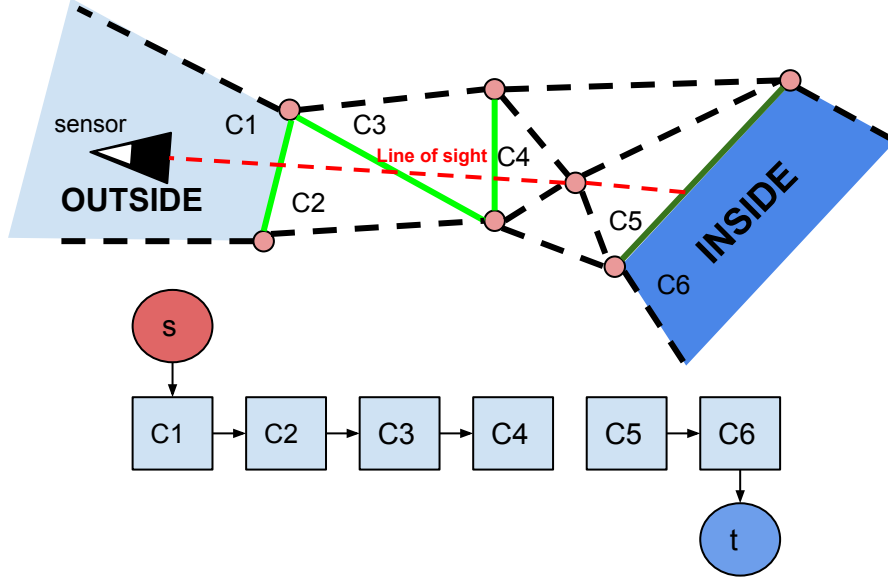 sensor
C1
C3
Line of sight
C4
OUTSIDE
C2
C5
INSIDE
C6
s
C1
C2
C3
C4
C5
C6
t